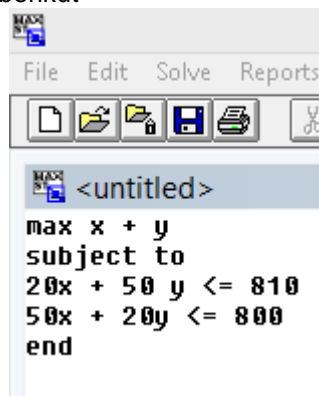 File Edit Solve Reports
<untitled>
max x + y
subject to
20x + 50 y <= 810
50x + 20y <= 800
end